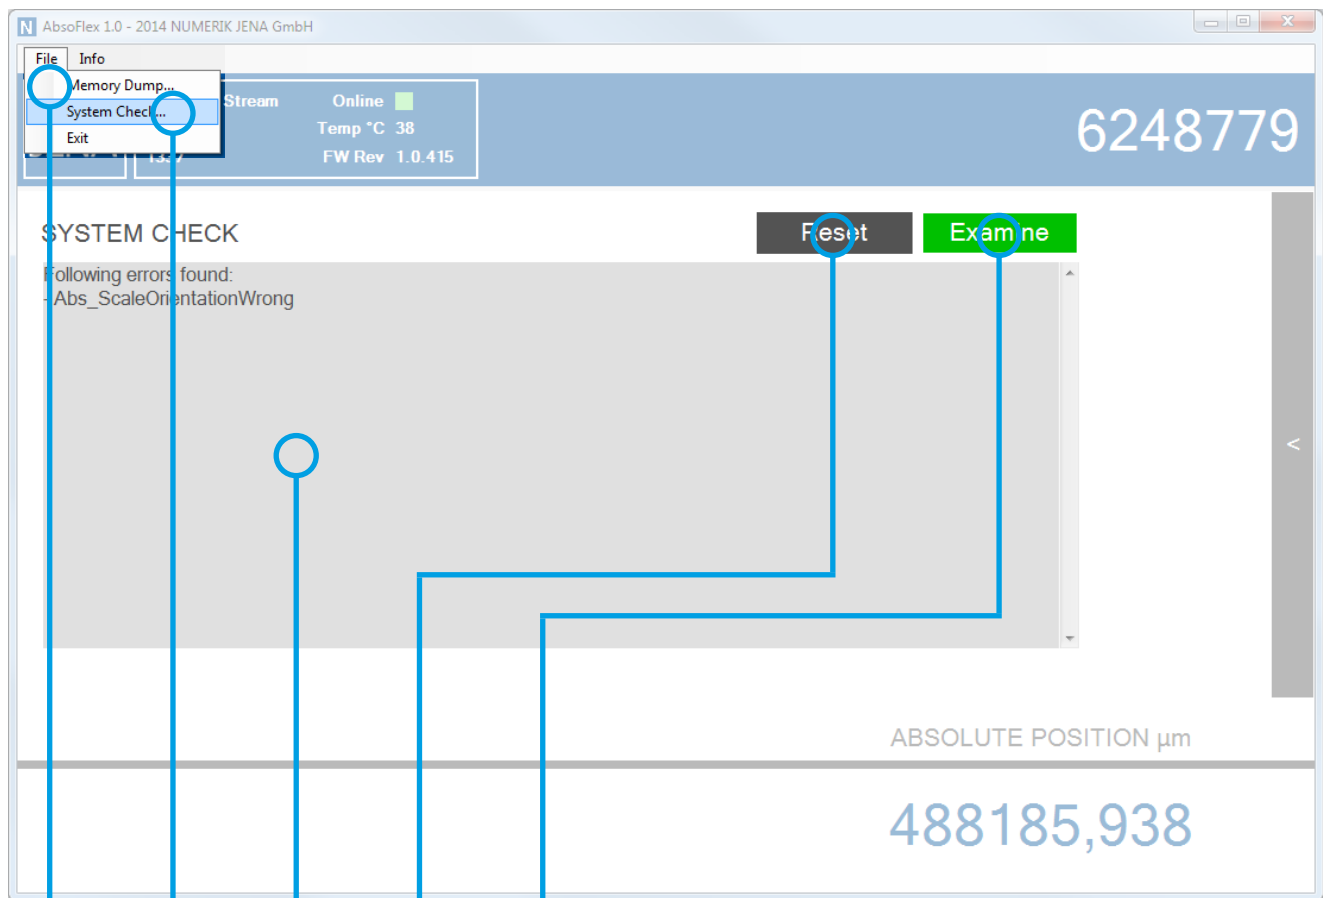 AbsoFlex 1.0 - 2014 NUMERIK JENA GmbH
File Info
Memory Dump...
System Check...
Exit
Stream Online
Temp °C 38
1337 FW Rev 1.0.415
6248779
SYSTEM CHECK
Reset
Examine
Following errors found:
- Abs_ScaleOrientationWrong
<
ABSOLUTE POSITION µm
488185,938